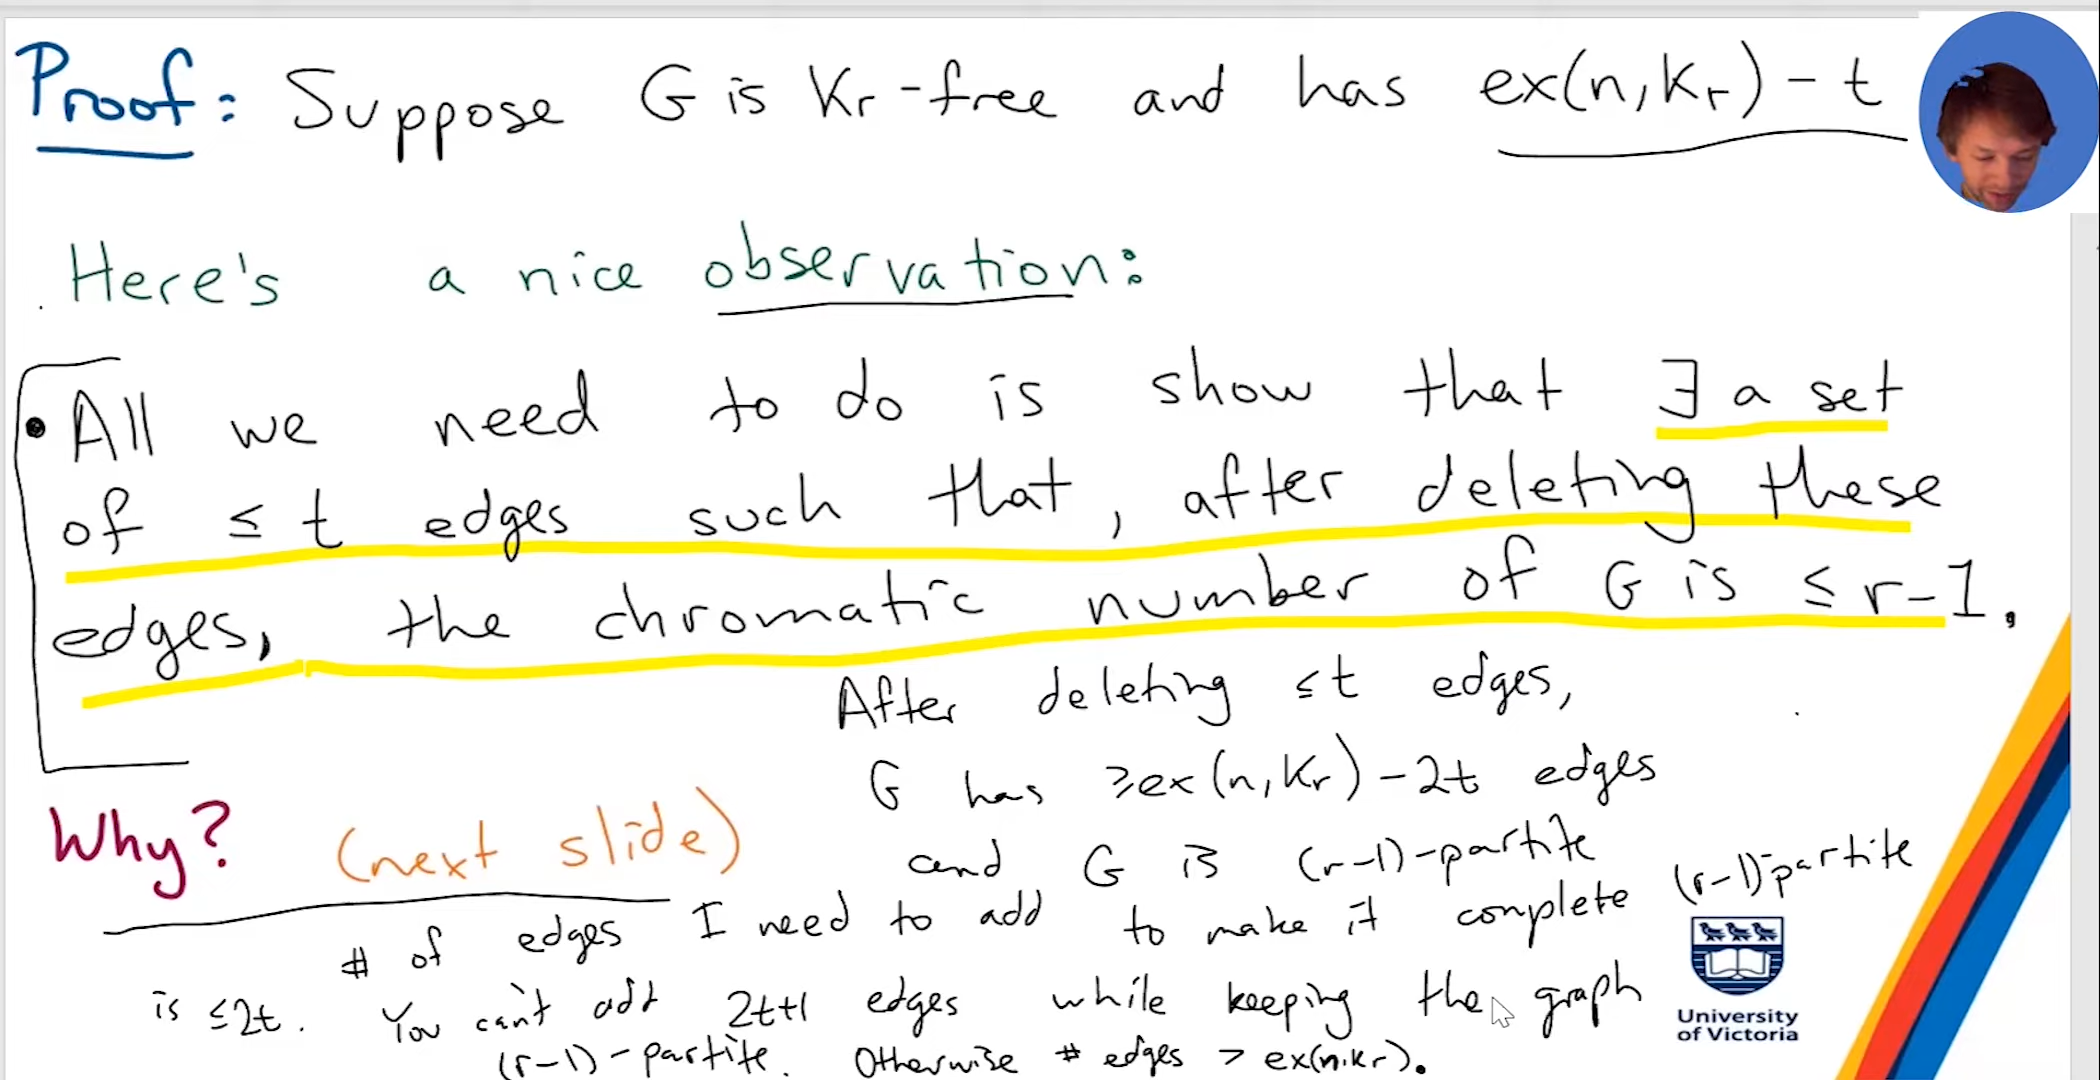 Proof: Suppose G is Kr-free and has ex(n,Kr)-t
Here's a nice observation:
• All we need to do is show that ∃ a set
of ≤ t edges such that, after deleting these
edges, the chromatic number of G is ≤ r-1.
After deleting ≤t edges,
G has ≥ex(n,Kr)-2t edges
Why? (next slide)
and G is (r-1)-partite
# of edges I need to add to make it complete (r-1)-partite
is ≤2t. You can't add 2t+1 edges while keeping the graph
(r-1)-partite. Otherwise # edges > ex(n,Kr).
University
of Victoria